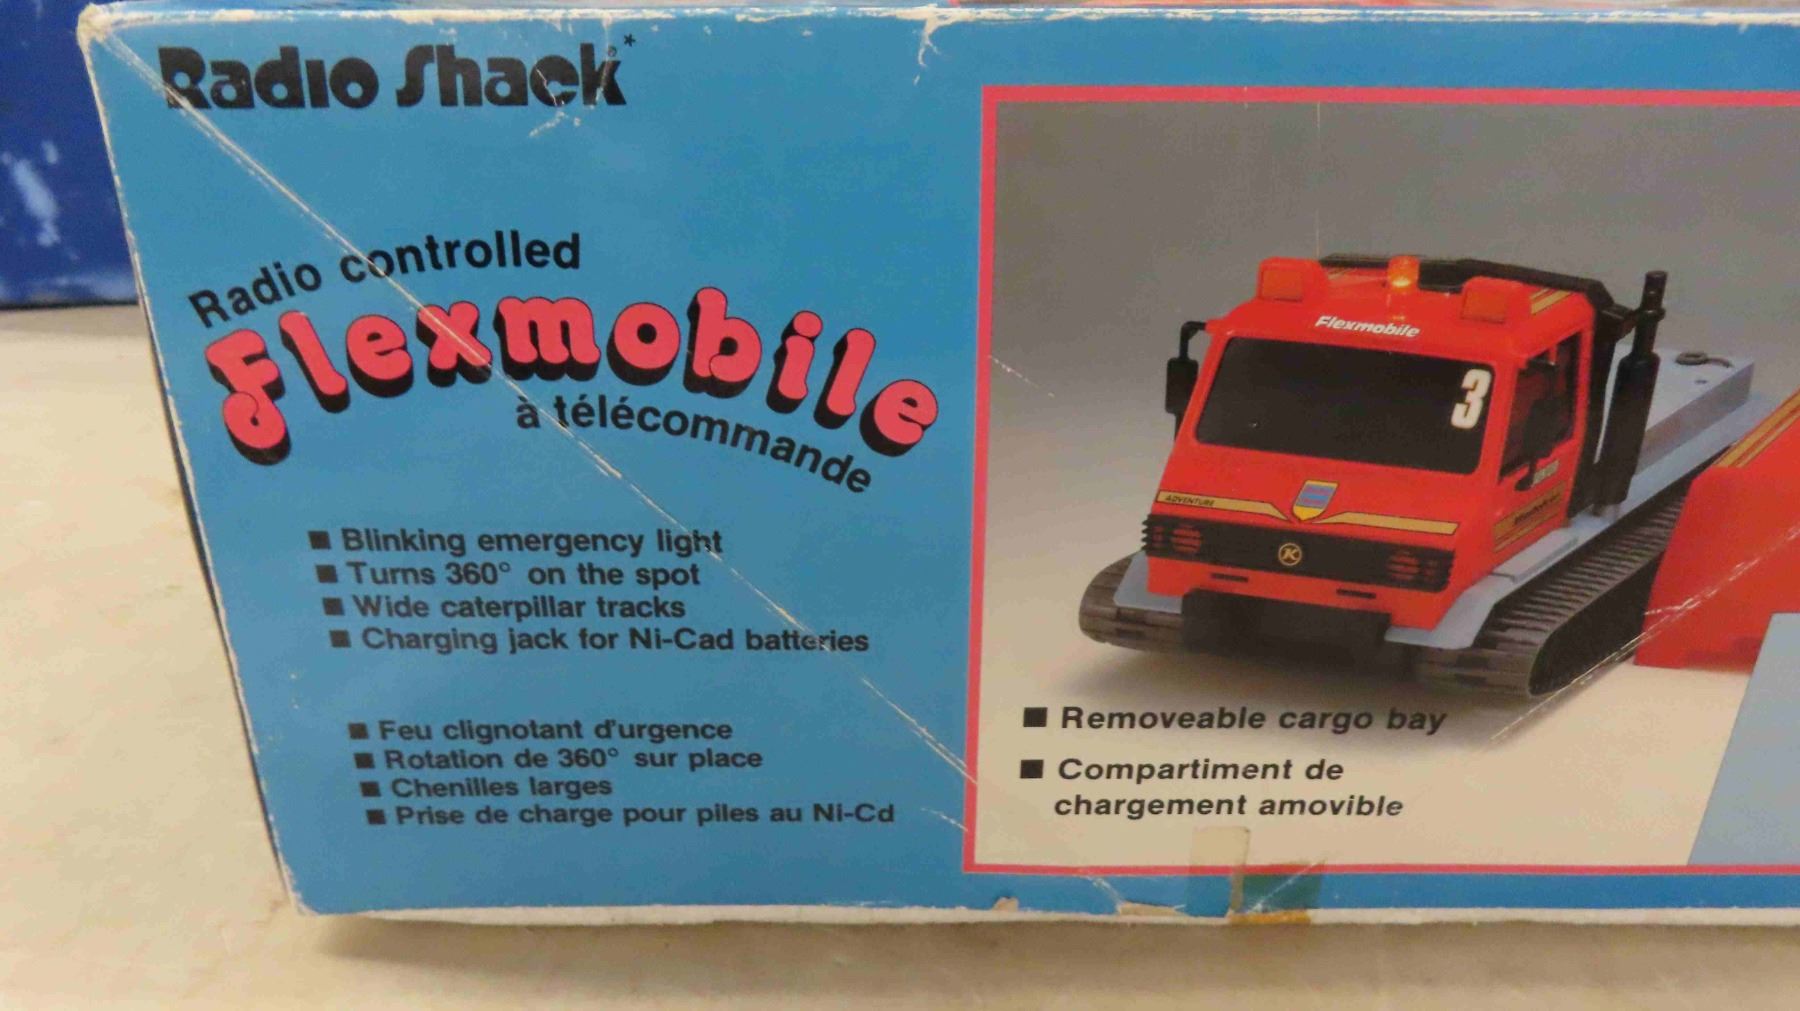 Radio Shack*
Radio controlled
Flexmobile
à télécommande
■ Blinking emergency light
■ Turns 360° on the spot
■ Wide caterpillar tracks
■ Charging jack for Ni-Cad batteries
■ Feu clignotant d'urgence
■ Rotation de 360° sur place
■ Chenilles larges
■ Prise de charge pour piles au Ni-Cd
Flexmobile
3
ADVENTURE
K
■ Removeable cargo bay
■ Compartiment de
chargement amovible